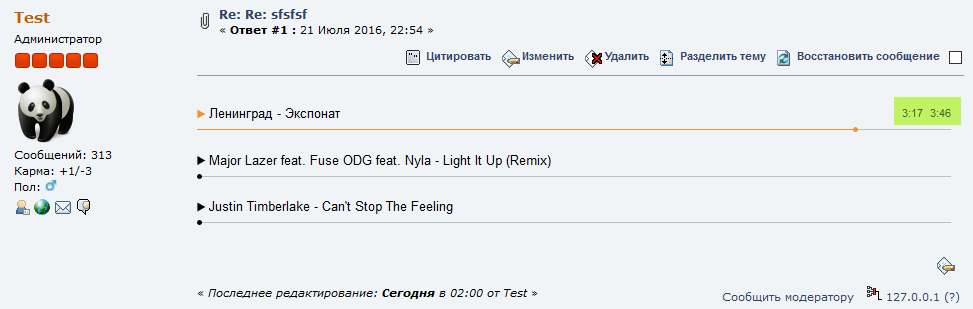 Test
Администратор
Сообщений: 313
Карма: +1/-3
Пол:
Re: Re: sfsfsf
« Ответ #1 : 21 Июля 2016, 22:54 »
Цитировать Изменить Удалить Разделить тему Восстановить сообщение
Ленинград - Экспонат 3:17 3:46
Major Lazer feat. Fuse ODG feat. Nyla - Light It Up (Remix)
Justin Timberlake - Can't Stop The Feeling
« Последнее редактирование: Сегодня в 02:00 от Test »
Сообщить модератору 127.0.0.1 (?)